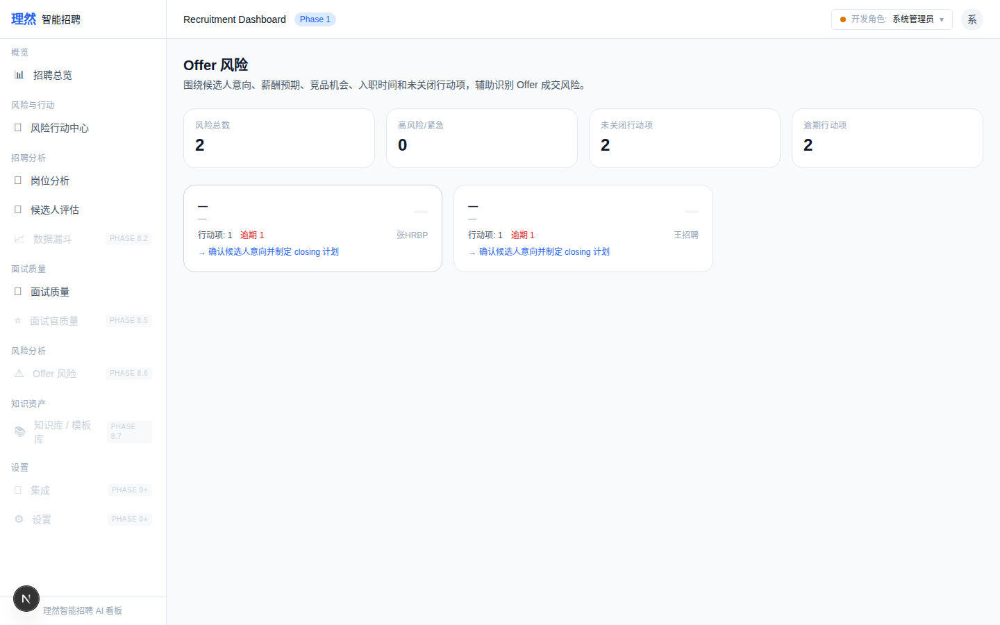 理然 智能招聘
Recruitment Dashboard Phase 1
开发角色: 系统管理员 ▾ 系
概览
招聘总览
风险与行动
风险行动中心
招聘分析
岗位分析
候选人评估
数据漏斗 PHASE 8.2
面试质量
面试质量
面试官质量 PHASE 8.5
风险分析
Offer 风险 PHASE 8.6
知识资产
知识库 / 模板
库
PHASE
8.7
设置
集成 PHASE 9+
设置 PHASE 9+
理然智能招聘 AI 看板
Offer 风险
围绕候选人意向、薪酬预期、竞品机会、入职时间和未关闭行动项，辅助识别 Offer 成交风险。
风险总数
2
高风险/紧急
0
未关闭行动项
2
逾期行动项
2
—
—
行动项: 1 逾期 1 张HRBP
→ 确认候选人意向并制定 closing 计划
—
—
行动项: 1 逾期 1 王招聘
→ 确认候选人意向并制定 closing 计划